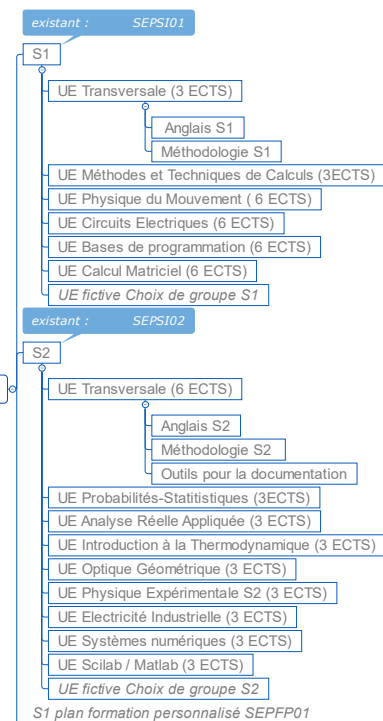 existant : SEPSI01
S1
UE Transversale (3 ECTS)
Anglais S1
Méthodologie S1
UE Méthodes et Techniques de Calculs (3ECTS)
UE Physique du Mouvement ( 6 ECTS)
UE Circuits Electriques (6 ECTS)
UE Bases de programmation (6 ECTS)
UE Calcul Matriciel (6 ECTS)
UE fictive Choix de groupe S1
existant : SEPSI02
S2
UE Transversale (6 ECTS)
Anglais S2
Méthodologie S2
Outils pour la documentation
UE Probabilités-Statitistiques (3ECTS)
UE Analyse Réelle Appliquée (3 ECTS)
UE Introduction à la Thermodynamique (3 ECTS)
UE Optique Géométrique (3 ECTS)
UE Physique Expérimentale S2 (3 ECTS)
UE Electricité Industrielle (3 ECTS)
UE Systèmes numériques (3 ECTS)
UE Scilab / Matlab (3 ECTS)
UE fictive Choix de groupe S2
S1 plan formation personnalisé SEPFP01